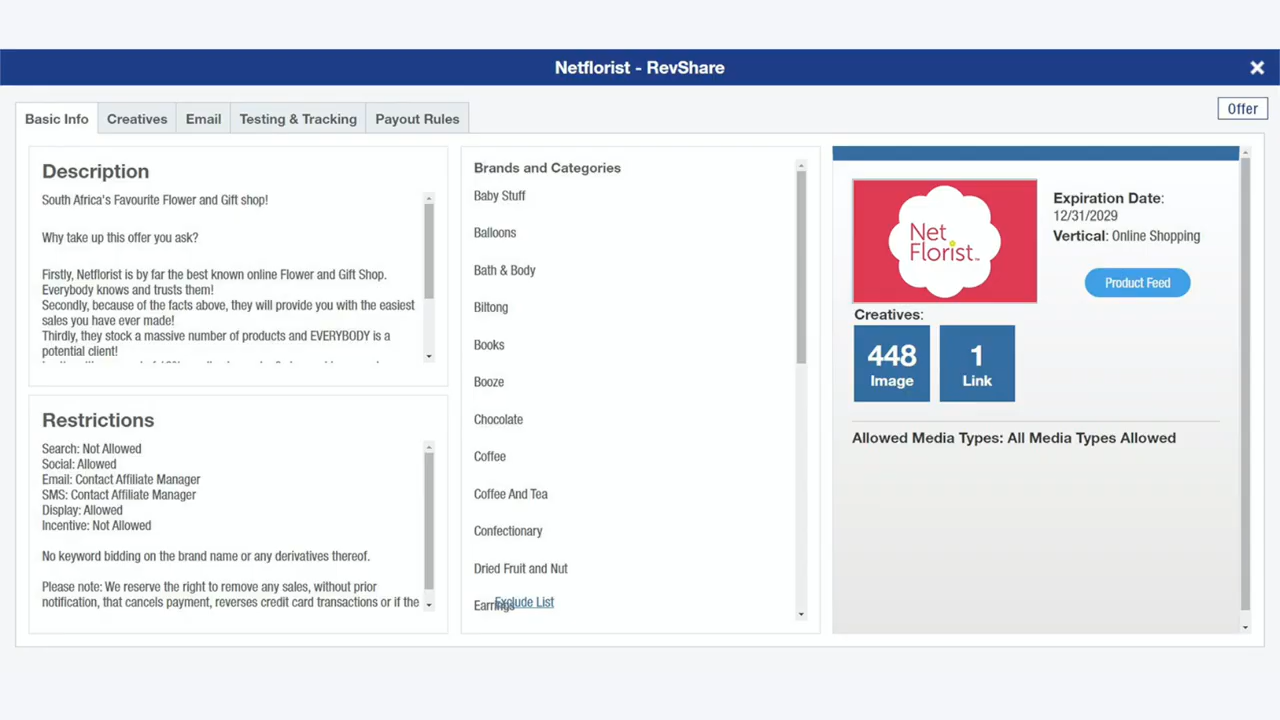 Netflorist - RevShare
Offer
Basic Info
Creatives
Email
Testing & Tracking
Payout Rules
Description
South Africa's Favourite Flower and Gift shop!
Why take up this offer you ask?
Firstly, Netflorist is by far the best known online Flower and Gift Shop.
Everybody knows and trusts them!
Secondly, because of the facts above, they will provide you with the easiest
sales you have ever made!
Thirdly, they stock a massive number of products and EVERYBODY is a
potential client!
Restrictions
Search: Not Allowed
Social: Allowed
Email: Contact Affiliate Manager
SMS: Contact Affiliate Manager
Display: Allowed
Incentive: Not Allowed
No keyword bidding on the brand name or any derivatives thereof.
Please note: We reserve the right to remove any sales, without prior
notification, that cancels payment, reverses credit card transactions or if the
Brands and Categories
Baby Stuff
Balloons
Bath & Body
Biltong
Books
Booze
Chocolate
Coffee
Coffee And Tea
Confectionary
Dried Fruit and Nut
Earrings
Exclude List
Net
Florist™
Expiration Date:
12/31/2029
Vertical: Online Shopping
Product Feed
Creatives:
448
Image
1
Link
Allowed Media Types: All Media Types Allowed